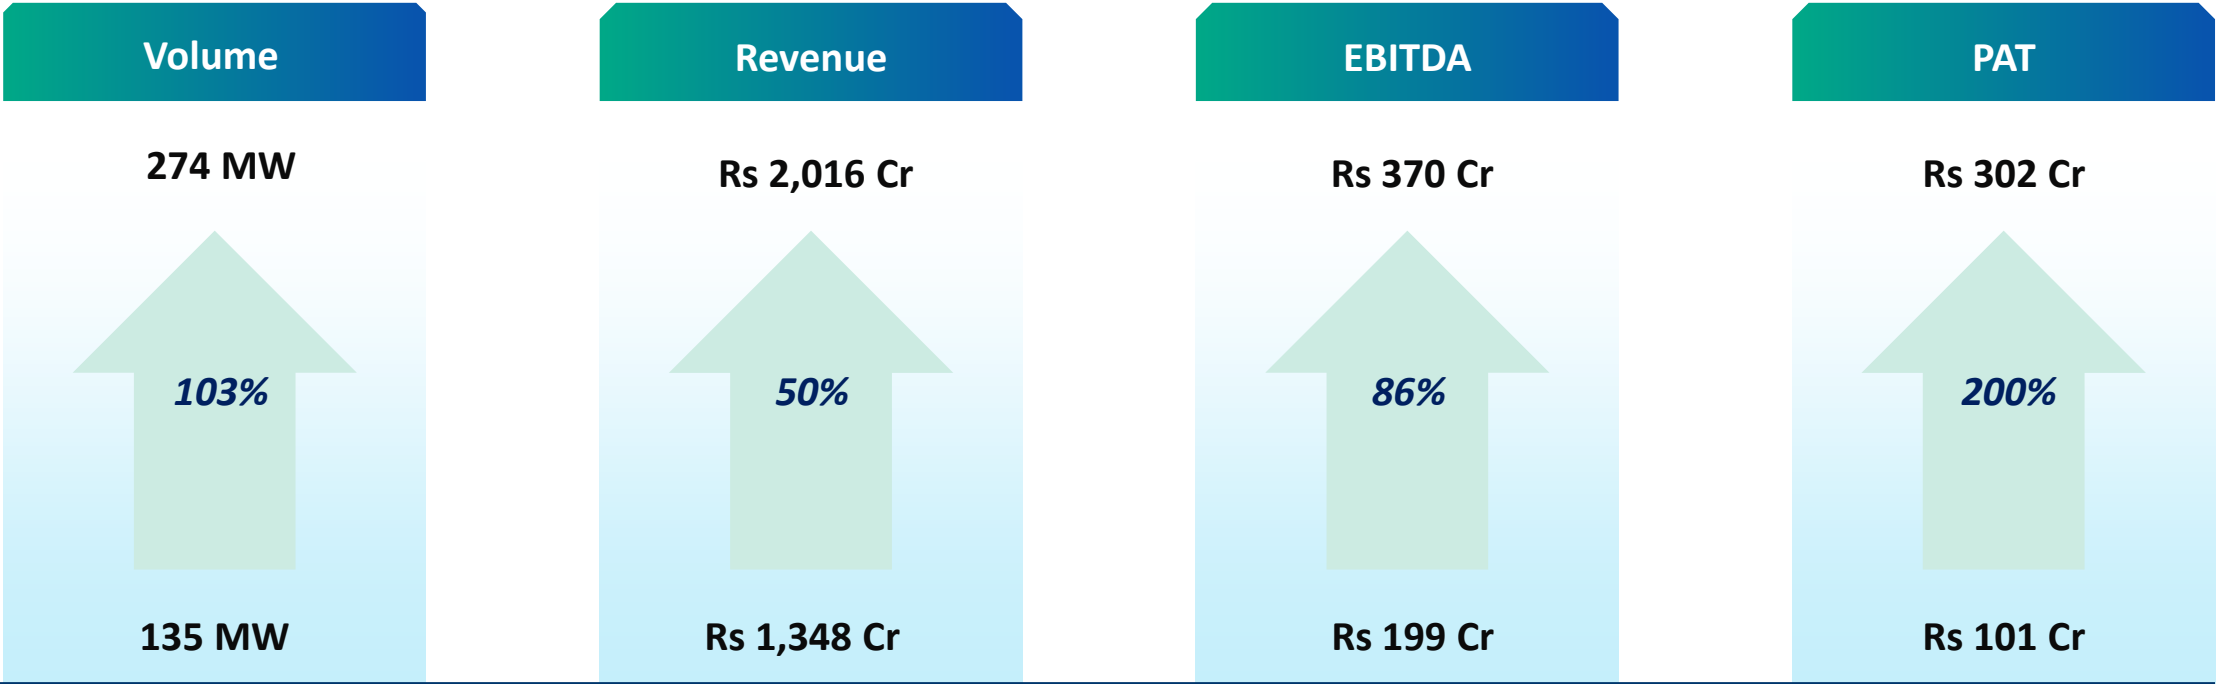 Volume
274 MW
103%
135 MW
Revenue
Rs 2,016 Cr
50%
Rs 1,348 Cr
EBITDA
Rs 370 Cr
86%
Rs 199 Cr
PAT
Rs 302 Cr
200%
Rs 101 Cr